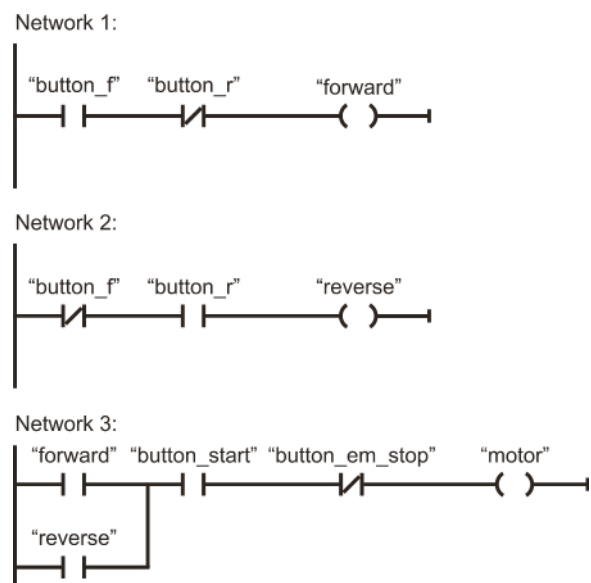 Network 1:
“button_f” “button_r” “forward”
Network 2:
“button_f” “button_r” “reverse”
Network 3:
“forward” “button_start” “button_em_stop” “motor”
“reverse”